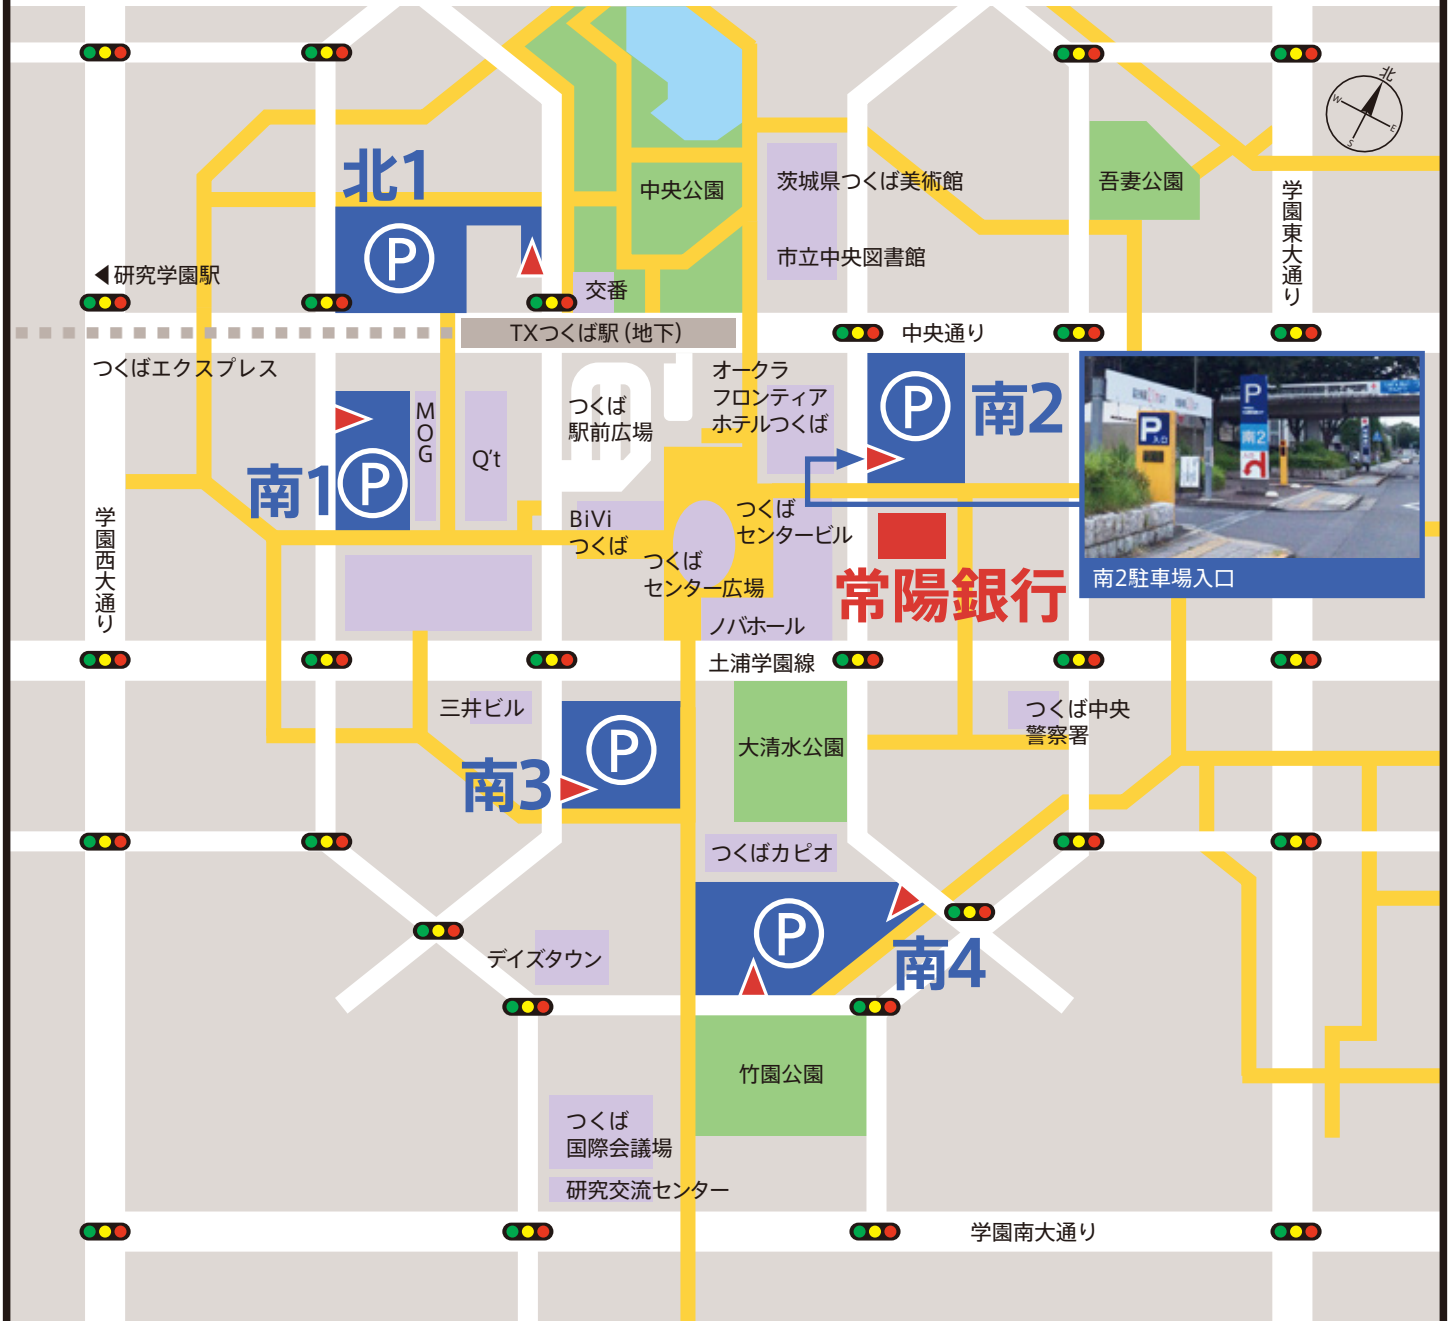 北
W
E
S
北1
P
中央公園
茨城県つくば美術館
市立中央図書館
吾妻公園
学園東大通り
◀研究学園駅
交番
TXつくば駅（地下）
中央通り
つくばエクスプレス
オークラ
フロンティア
ホテルつくば
P
南2
MOG
Q't
つくば
駅前広場
南1
P
P
入口
P
南2
南2駐車場入口
学園西大通り
BiVi
つくば
つくば
センタービル
つくば
センター広場
常陽銀行
ノバホール
土浦学園線
三井ビル
つくば中央
警察署
P
南3
大清水公園
つくばカピオ
P
南4
デイズタウン
竹園公園
つくば
国際会議場
研究交流センター
学園南大通り